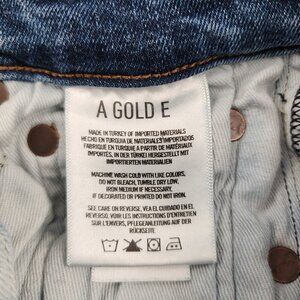 A GOLD E
MADE IN TURKEY OF IMPORTED MATERIALS
HECHO EN TURQUIA DE MATERIALES IMPORTADOS
FABRIQUÉ EN TURQUIE A PARTIR DE MATÉRIAUX
IMPORTÉS, IN DER TÜRKEI HERGESTELLT MIT
IMPORTIERTEN MATERIALIEN
MACHINE WASH COLD WITH LIKE COLORS,
DO NOT BLEACH, TUMBLE DRY LOW,
IRON MEDIUM IF NECESSARY
IF DECORATED OR PRINTED DO NOT IRON.
SEE CARE ON REVERSE, VEA EL CUIDADO EN
REVERSO, VOIR LES INSTRUCTIONS D'ENTRETIEN
À L'ENVERS, PFLEGEANLEITUNG AUF DER
RÜCKSEITE